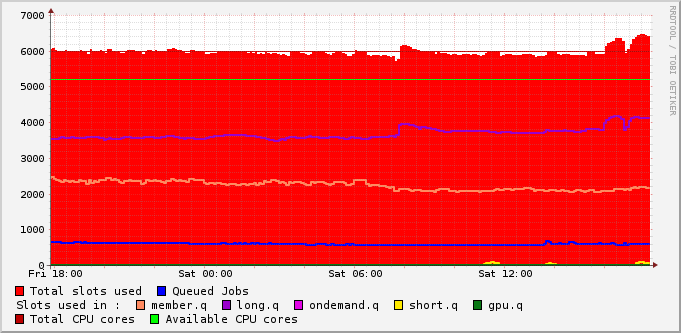 7000
6000
5000
4000
3000
2000
1000
0
Fri 18:00 Sat 00:00 Sat 06:00 Sat 12:00
RRDTOOL / TOBI OETIKER
Total slots used Queued Jobs
Slots used in : member.q long.q ondemand.q short.q gpu.q
Total CPU cores Available CPU cores